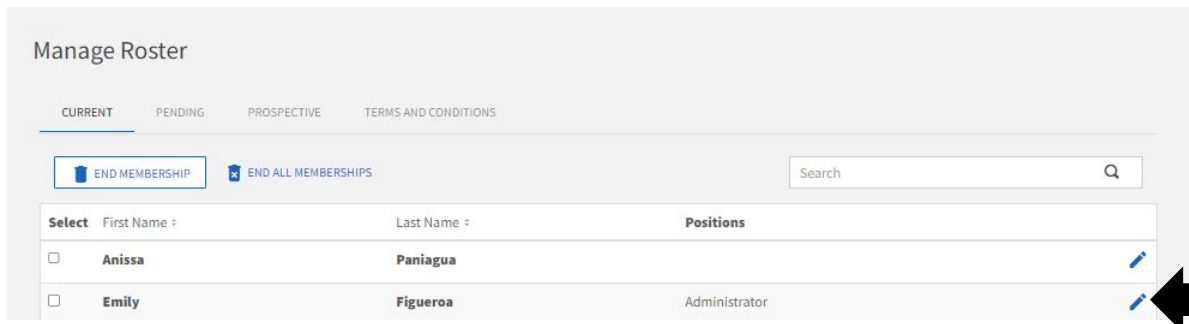 Manage Roster
CURRENT PENDING PROSPECTIVE TERMS AND CONDITIONS
END MEMBERSHIP END ALL MEMBERSHIPS Search
Select First Name Last Name Positions
Anissa Paniagua
Emily Figueroa Administrator